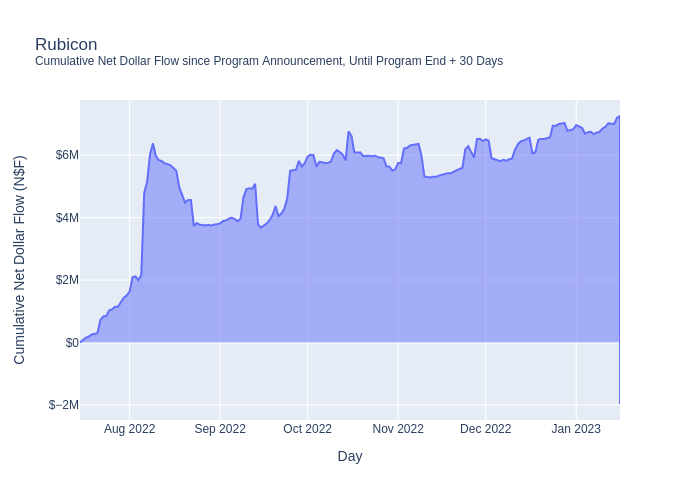 Rubicon
Cumulative Net Dollar Flow since Program Announcement, Until Program End + 30 Days
Cumulative Net Dollar Flow (N$F)
$6M
$4M
$2M
$0
$−2M
Aug 2022
Sep 2022
Oct 2022
Nov 2022
Dec 2022
Jan 2023
Day